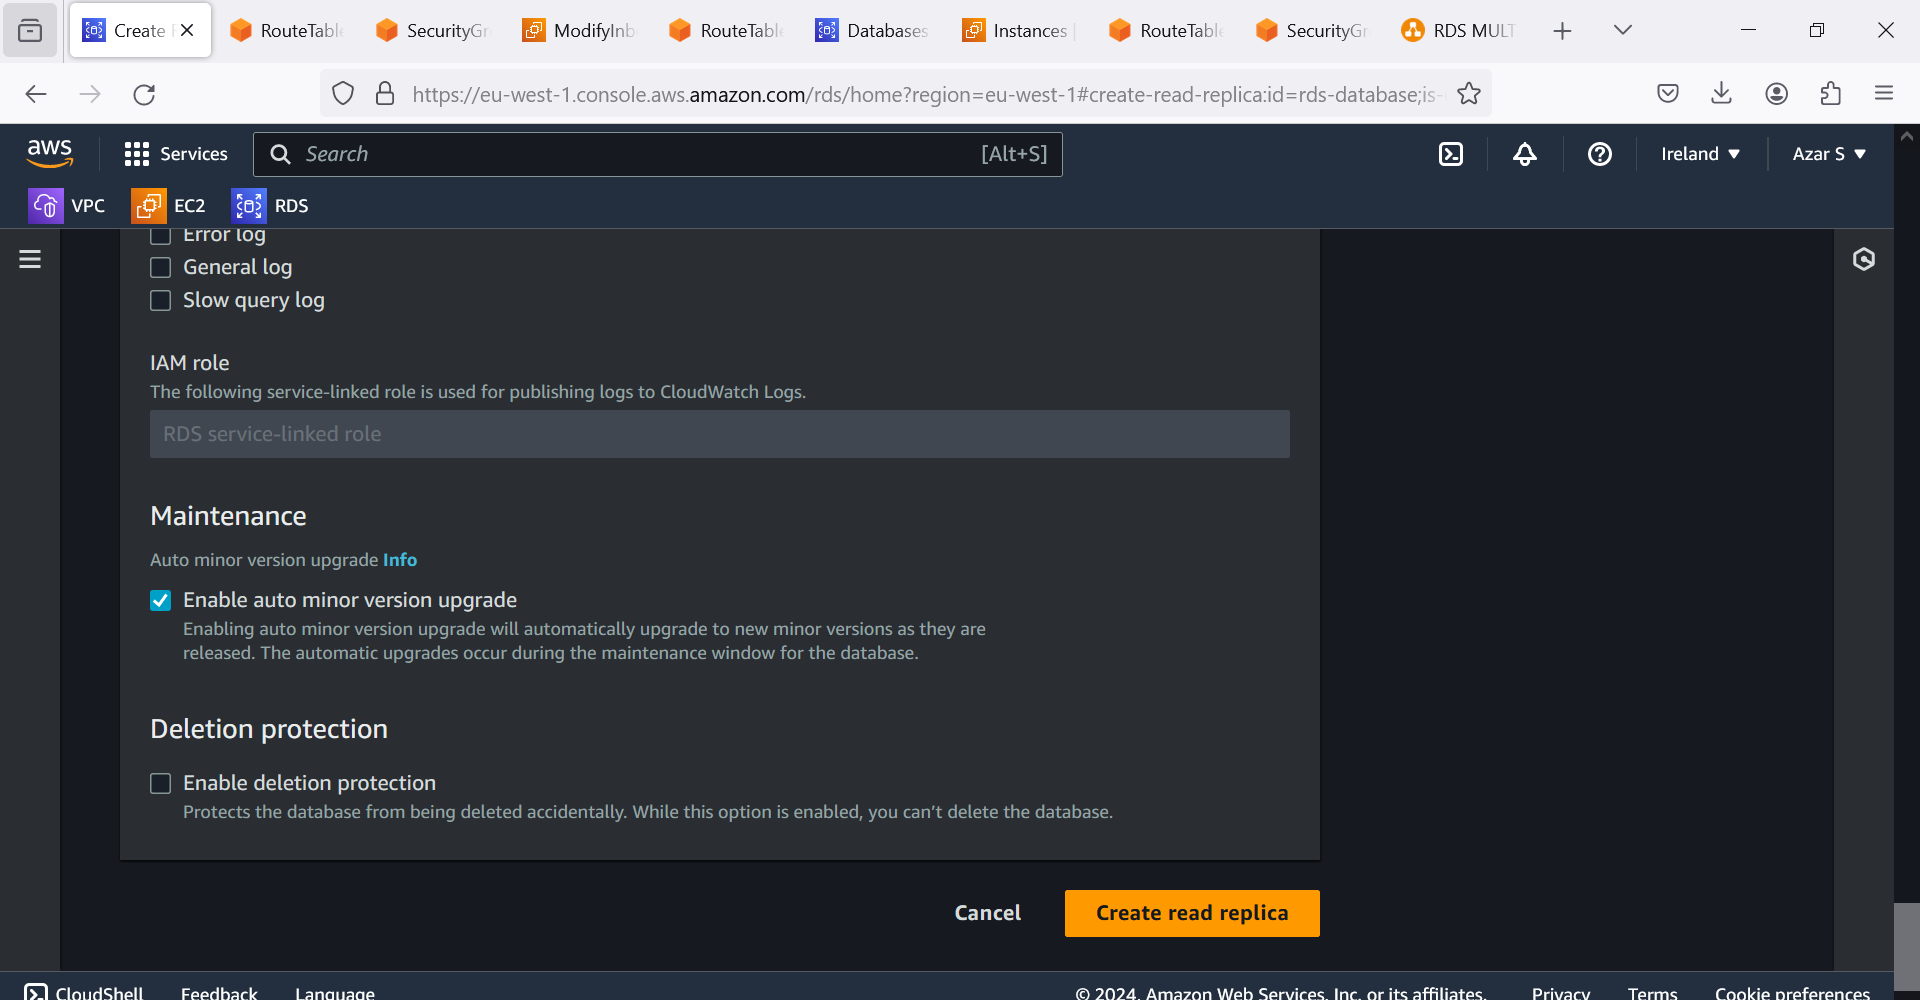 Create
RouteTable
SecurityGr
ModifyInb
RouteTable
Databases
Instances |
RouteTable
SecurityGr
RDS MULT
https://eu-west-1.console.aws.amazon.com/rds/home?region=eu-west-1#create-read-replica:id=rds-database;is-
aws
Services
Search
[Alt+S]
Ireland
Azar S
VPC
EC2
RDS
Error log
General log
Slow query log
IAM role
The following service-linked role is used for publishing logs to CloudWatch Logs.
RDS service-linked role
Maintenance
Auto minor version upgrade Info
Enable auto minor version upgrade
Enabling auto minor version upgrade will automatically upgrade to new minor versions as they are
released. The automatic upgrades occur during the maintenance window for the database.
Deletion protection
Enable deletion protection
Protects the database from being deleted accidentally. While this option is enabled, you can’t delete the database.
Cancel
Create read replica
CloudShell
Feedback
Language
© 2024, Amazon Web Services, Inc. or its affiliates.
Privacy
Terms
Cookie preferences